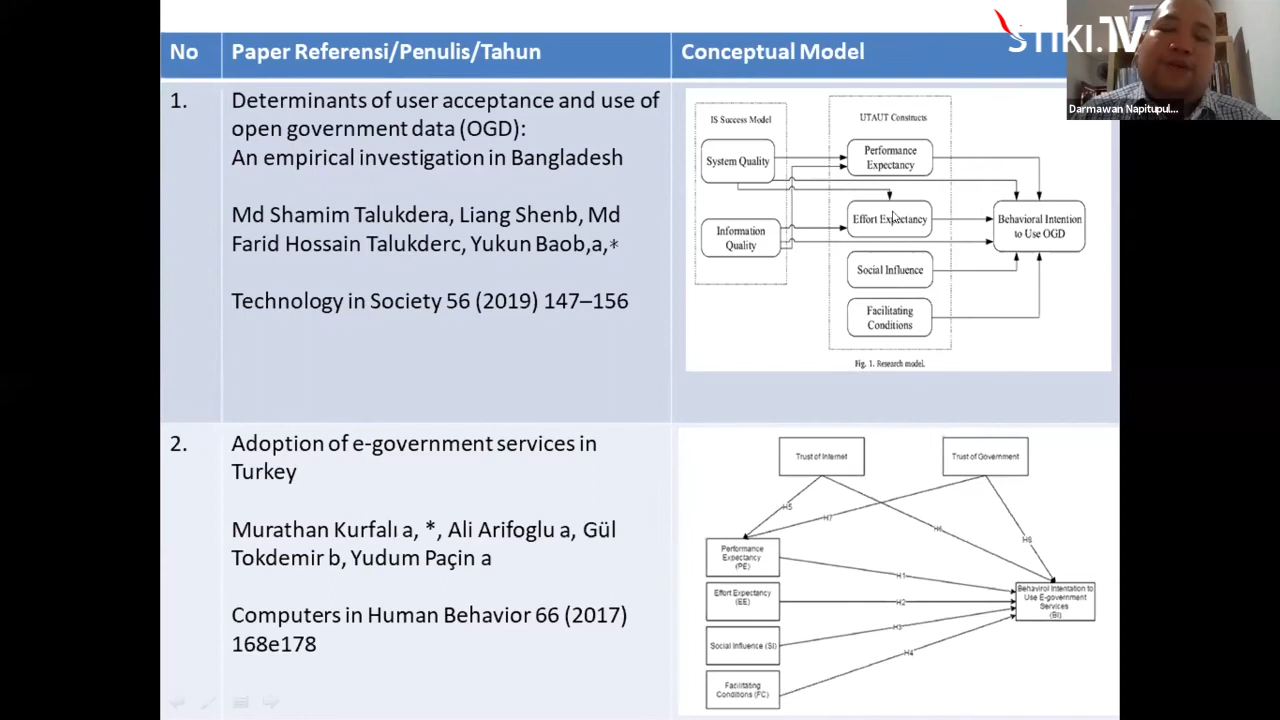 No
Paper Referensi/Penulis/Tahun
Conceptual Model
STIKI.TV
Darmawan Napitupul...
1.
Determinants of user acceptance and use of
open government data (OGD):
An empirical investigation in Bangladesh
Md Shamim Talukdera, Liang Shenb, Md
Farid Hossain Talukderc, Yukun Baob,a,*
Technology in Society 56 (2019) 147–156
IS Success Model
UTAUT Constructs
System Quality
Performance
Expectancy
Information
Quality
Effort Expectancy
Behavioral Intention
to Use OGD
Social Influence
Facilitating
Conditions
Fig. 1. Research model.
2.
Adoption of e-government services in
Turkey
Murathan Kurfalı a, *, Ali Arifoglu a, Gül
Tokdemir b, Yudum Paçin a
Computers in Human Behavior 66 (2017)
168e178
Trust of Internet
Trust of Government
H5
H7
H6
H8
Performance
Expectancy
(PE)
H1
Effort Expectancy
(EE)
H2
Behavirol Intentation to
Use E-government
Services
(BI)
Social Influence (SI)
H3
H4
Facilitating
Conditions (FC)